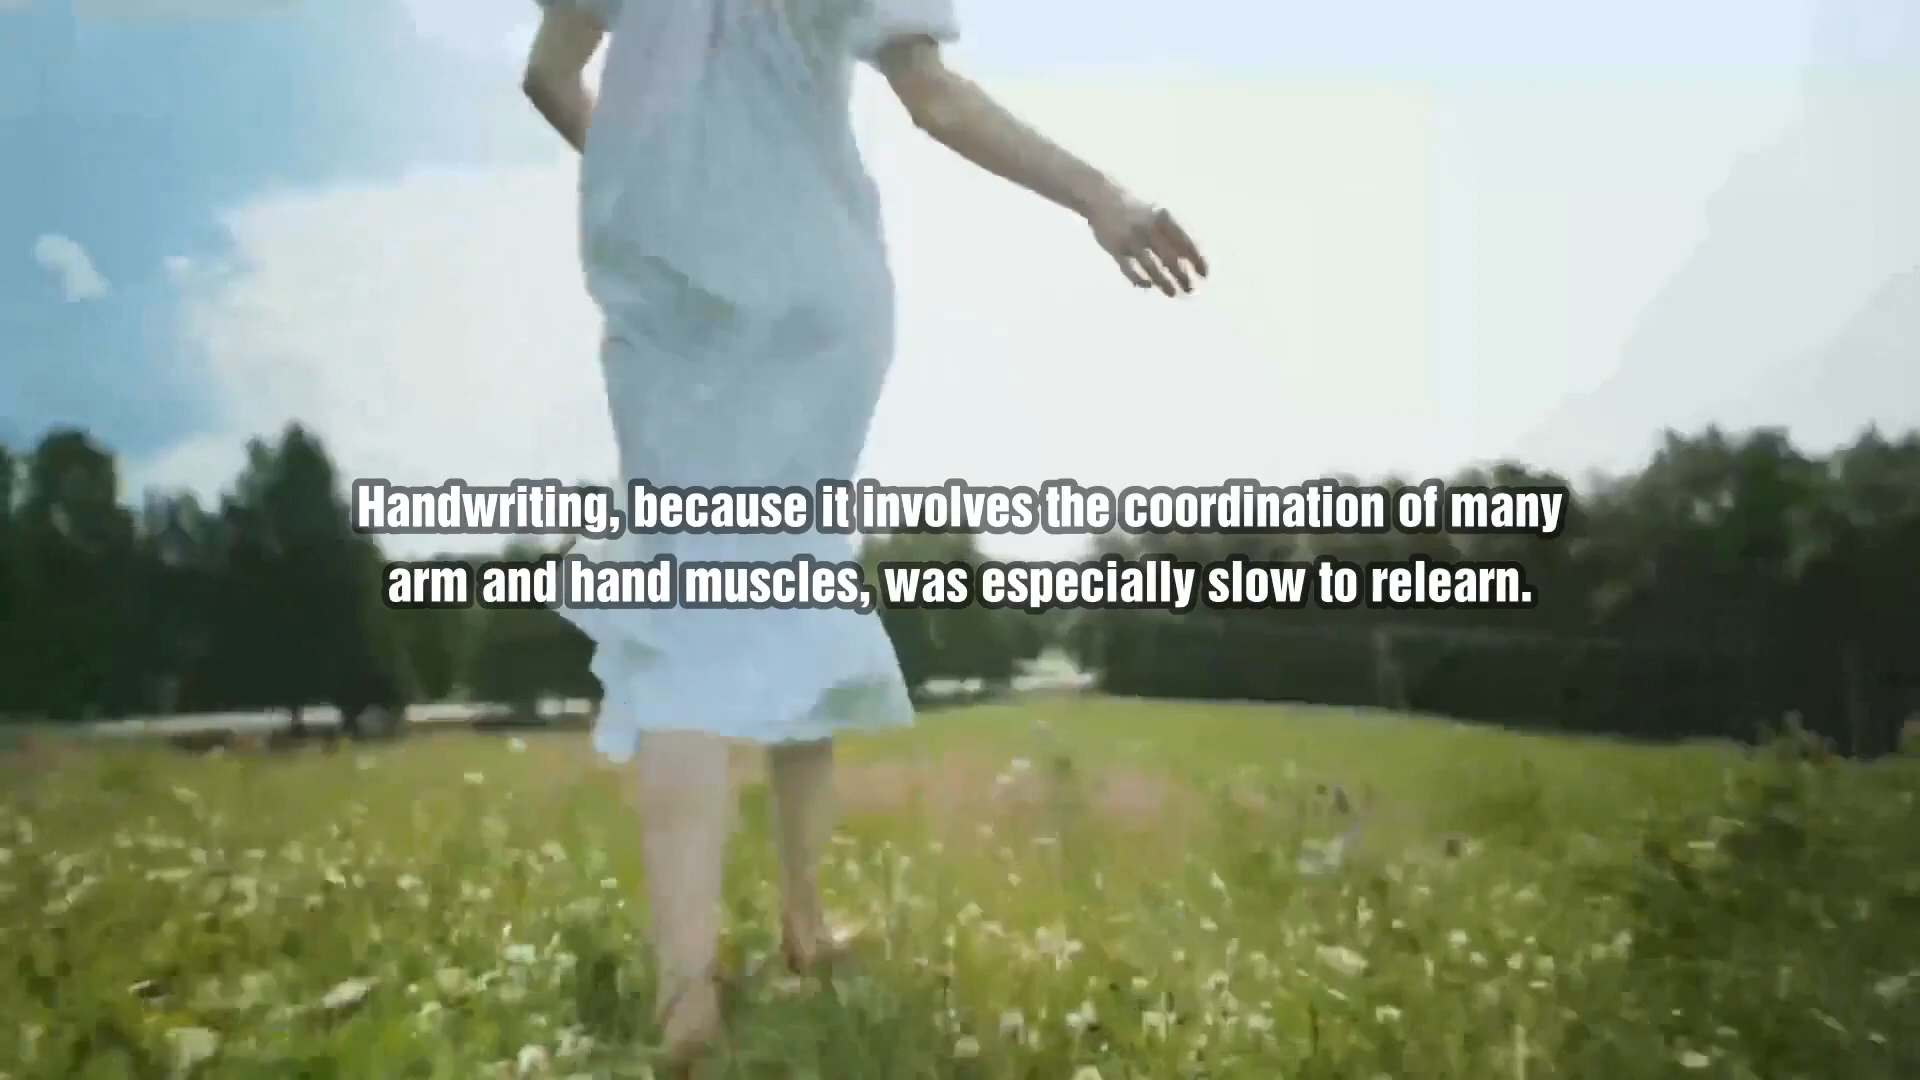 Handwriting, because it involves the coordination of many
arm and hand muscles, was especially slow to relearn.